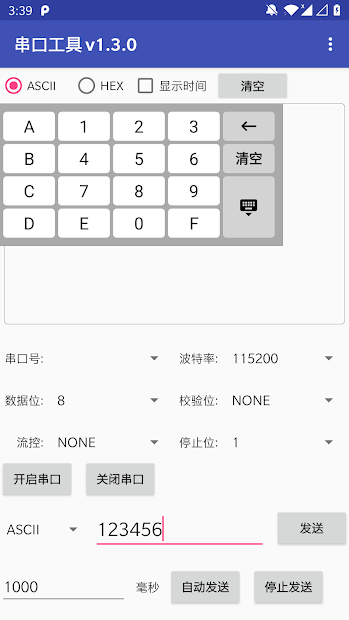 3:39
串口工具 v1.3.0
ASCII HEX 显示时间 清空
A 1 2 3 ←
B 4 5 6 清空
C 7 8 9
D E 0 F
串口号: 波特率: 115200
数据位: 8 校验位: NONE
流控: NONE 停止位: 1
开启串口 关闭串口
ASCII 123456 发送
1000 毫秒 自动发送 停止发送